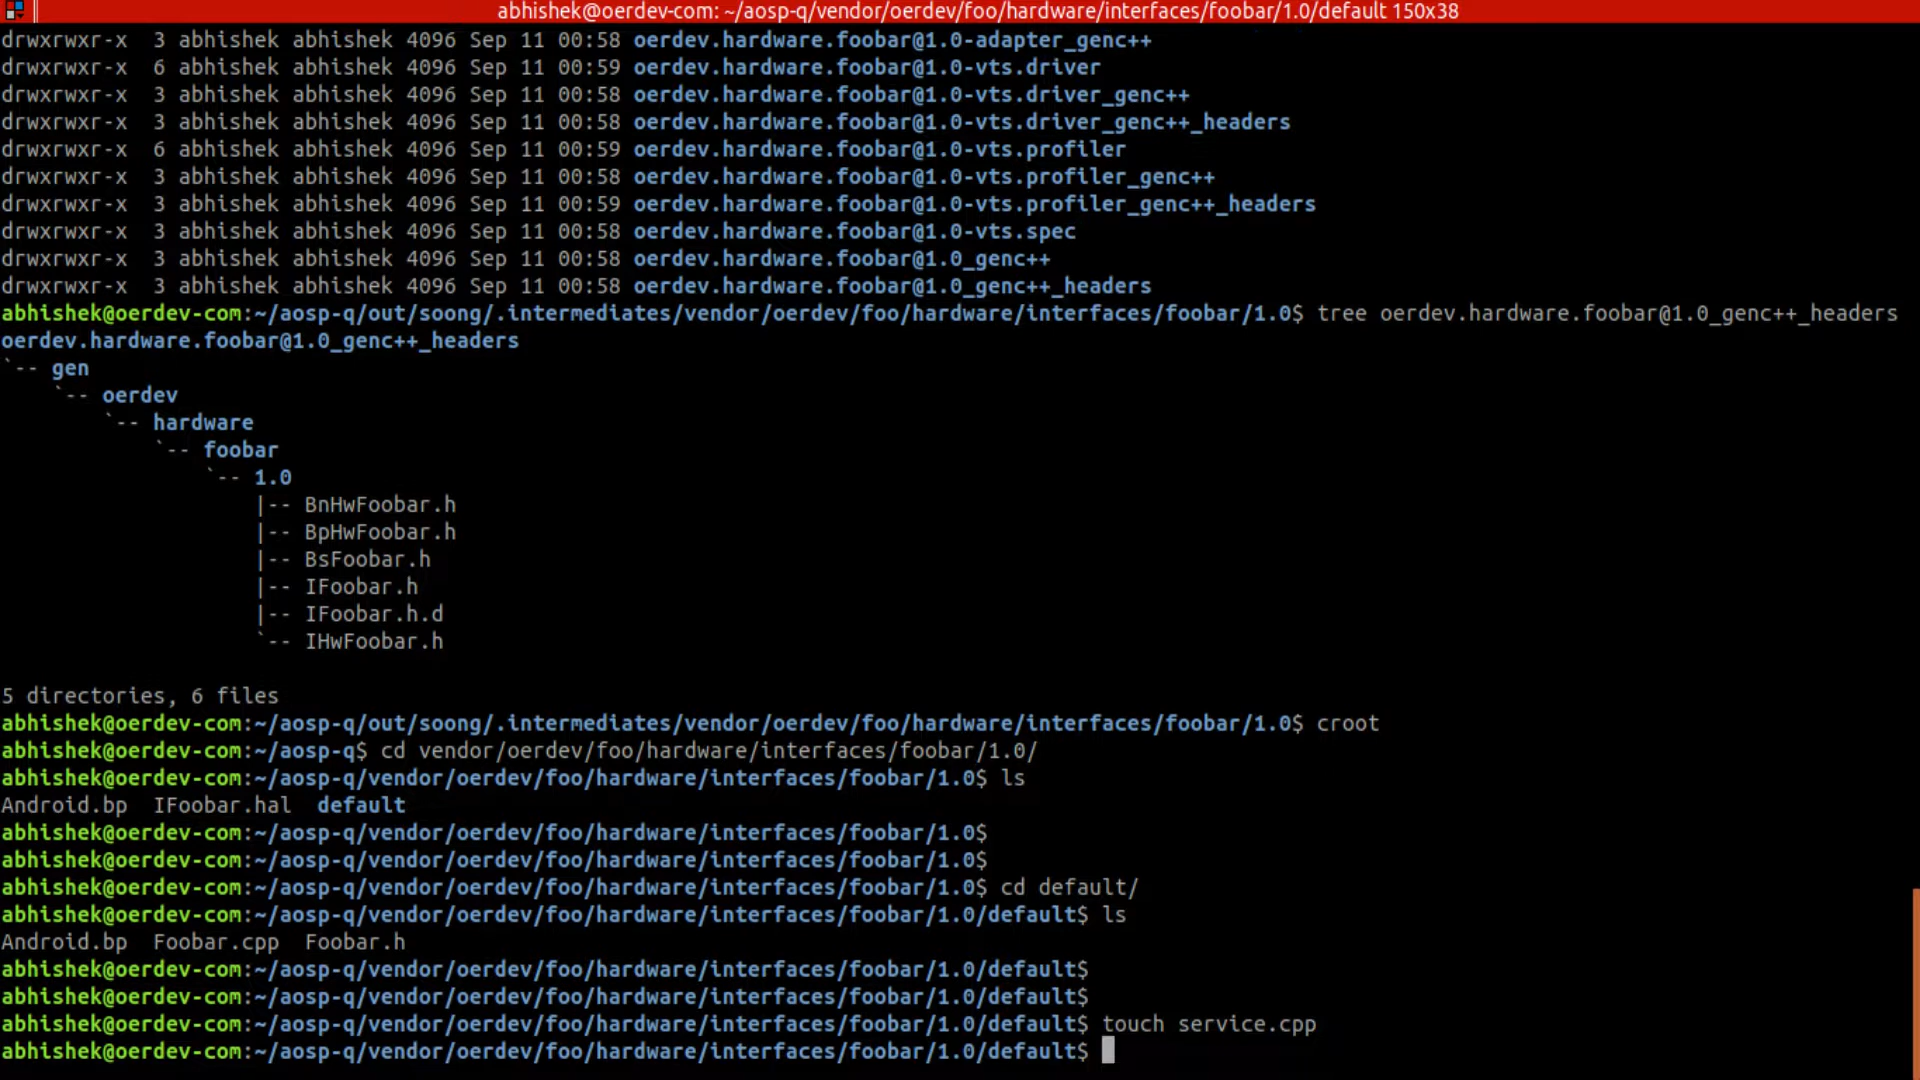 abhishek@oerdev-com: ~/aosp-q/vendor/oerdev/foo/hardware/interfaces/foobar/1.0/default 150x38
drwxrwxr-x  3 abhishek abhishek 4096 Sep 11 00:58 oerdev.hardware.foobar@1.0-adapter_genc++
drwxrwxr-x  6 abhishek abhishek 4096 Sep 11 00:59 oerdev.hardware.foobar@1.0-vts.driver
drwxrwxr-x  3 abhishek abhishek 4096 Sep 11 00:58 oerdev.hardware.foobar@1.0-vts.driver_genc++
drwxrwxr-x  3 abhishek abhishek 4096 Sep 11 00:58 oerdev.hardware.foobar@1.0-vts.driver_genc++_headers
drwxrwxr-x  6 abhishek abhishek 4096 Sep 11 00:59 oerdev.hardware.foobar@1.0-vts.profiler
drwxrwxr-x  3 abhishek abhishek 4096 Sep 11 00:58 oerdev.hardware.foobar@1.0-vts.profiler_genc++
drwxrwxr-x  3 abhishek abhishek 4096 Sep 11 00:59 oerdev.hardware.foobar@1.0-vts.profiler_genc++_headers
drwxrwxr-x  3 abhishek abhishek 4096 Sep 11 00:58 oerdev.hardware.foobar@1.0-vts.spec
drwxrwxr-x  3 abhishek abhishek 4096 Sep 11 00:58 oerdev.hardware.foobar@1.0_genc++
drwxrwxr-x  3 abhishek abhishek 4096 Sep 11 00:58 oerdev.hardware.foobar@1.0_genc++_headers
abhishek@oerdev-com:~/aosp-q/out/soong/.intermediates/vendor/oerdev/foo/hardware/interfaces/foobar/1.0$ tree oerdev.hardware.foobar@1.0_genc++_headers
oerdev.hardware.foobar@1.0_genc++_headers
`-- gen
    `-- oerdev
        `-- hardware
            `-- foobar
                `-- 1.0
                    |-- BnHwFoobar.h
                    |-- BpHwFoobar.h
                    |-- BsFoobar.h
                    |-- IFoobar.h
                    |-- IFoobar.h.d
                    `-- IHwFoobar.h
5 directories, 6 files
abhishek@oerdev-com:~/aosp-q/out/soong/.intermediates/vendor/oerdev/foo/hardware/interfaces/foobar/1.0$ croot
abhishek@oerdev-com:~/aosp-q$ cd vendor/oerdev/foo/hardware/interfaces/foobar/1.0/
abhishek@oerdev-com:~/aosp-q/vendor/oerdev/foo/hardware/interfaces/foobar/1.0$ ls
Android.bp  IFoobar.hal  default
abhishek@oerdev-com:~/aosp-q/vendor/oerdev/foo/hardware/interfaces/foobar/1.0$
abhishek@oerdev-com:~/aosp-q/vendor/oerdev/foo/hardware/interfaces/foobar/1.0$
abhishek@oerdev-com:~/aosp-q/vendor/oerdev/foo/hardware/interfaces/foobar/1.0$ cd default/
abhishek@oerdev-com:~/aosp-q/vendor/oerdev/foo/hardware/interfaces/foobar/1.0/default$ ls
Android.bp  Foobar.cpp  Foobar.h
abhishek@oerdev-com:~/aosp-q/vendor/oerdev/foo/hardware/interfaces/foobar/1.0/default$
abhishek@oerdev-com:~/aosp-q/vendor/oerdev/foo/hardware/interfaces/foobar/1.0/default$
abhishek@oerdev-com:~/aosp-q/vendor/oerdev/foo/hardware/interfaces/foobar/1.0/default$ touch service.cpp
abhishek@oerdev-com:~/aosp-q/vendor/oerdev/foo/hardware/interfaces/foobar/1.0/default$